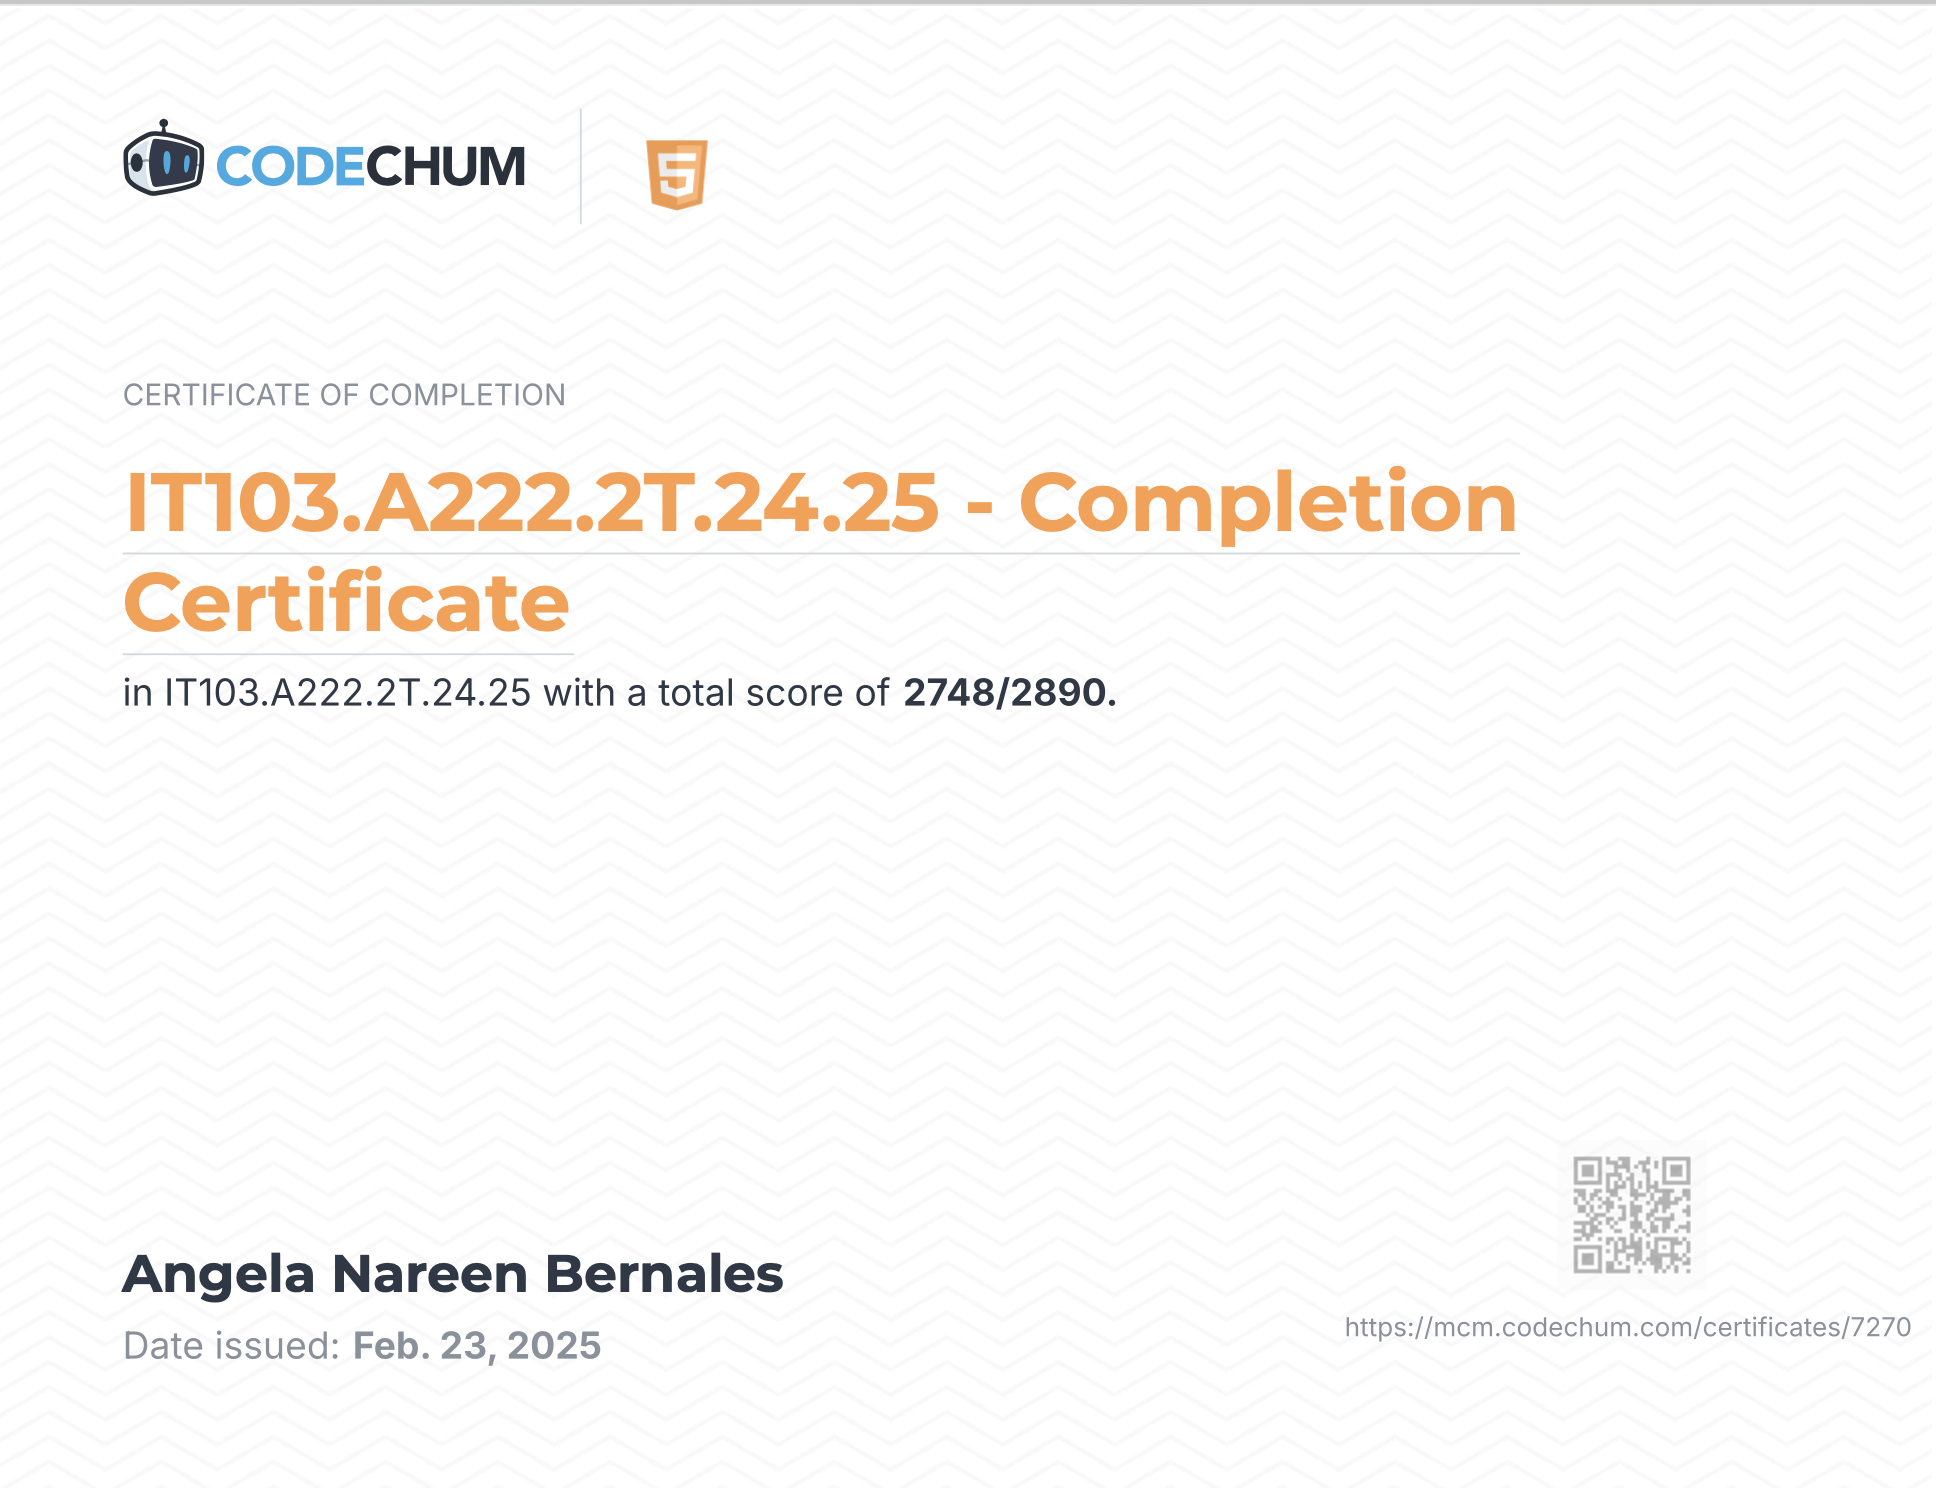 CODECHUM
5
CERTIFICATE OF COMPLETION
IT103.A222.2T.24.25 - Completion
Certificate
in IT103.A222.2T.24.25 with a total score of 2748/2890.
Angela Nareen Bernales
Date issued: Feb. 23, 2025
https://mcm.codechum.com/certificates/7270